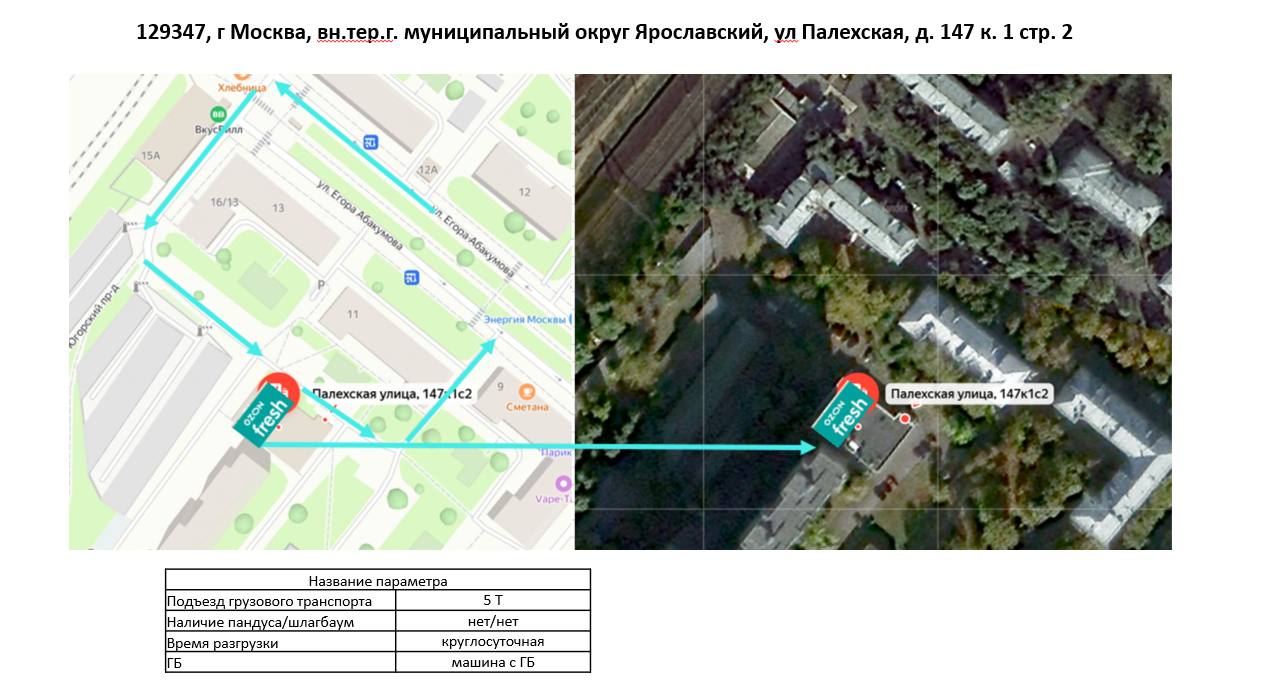 129347, г Москва, вн.тер.г. муниципальный округ Ярославский, ул Палехская, д. 147 к. 1 стр. 2
Хлебница
ВкусВилл
15А
12А
12
16/13
13
ул. Егора Абакумова
ул. Егора Абакумова
P
Югорский пр-д
11
Энергия Москвы
9
Сметана
Палехская улица, 147к1с2
OZON
fresh
Парик
Vape-Ta
Палехская улица, 147к1с2
OZON
fresh
Название параметра
Подъезд грузового транспорта 5 Т
Наличие пандуса/шлагбаум нет/нет
Время разгрузки круглосуточная
ГБ машина с ГБ